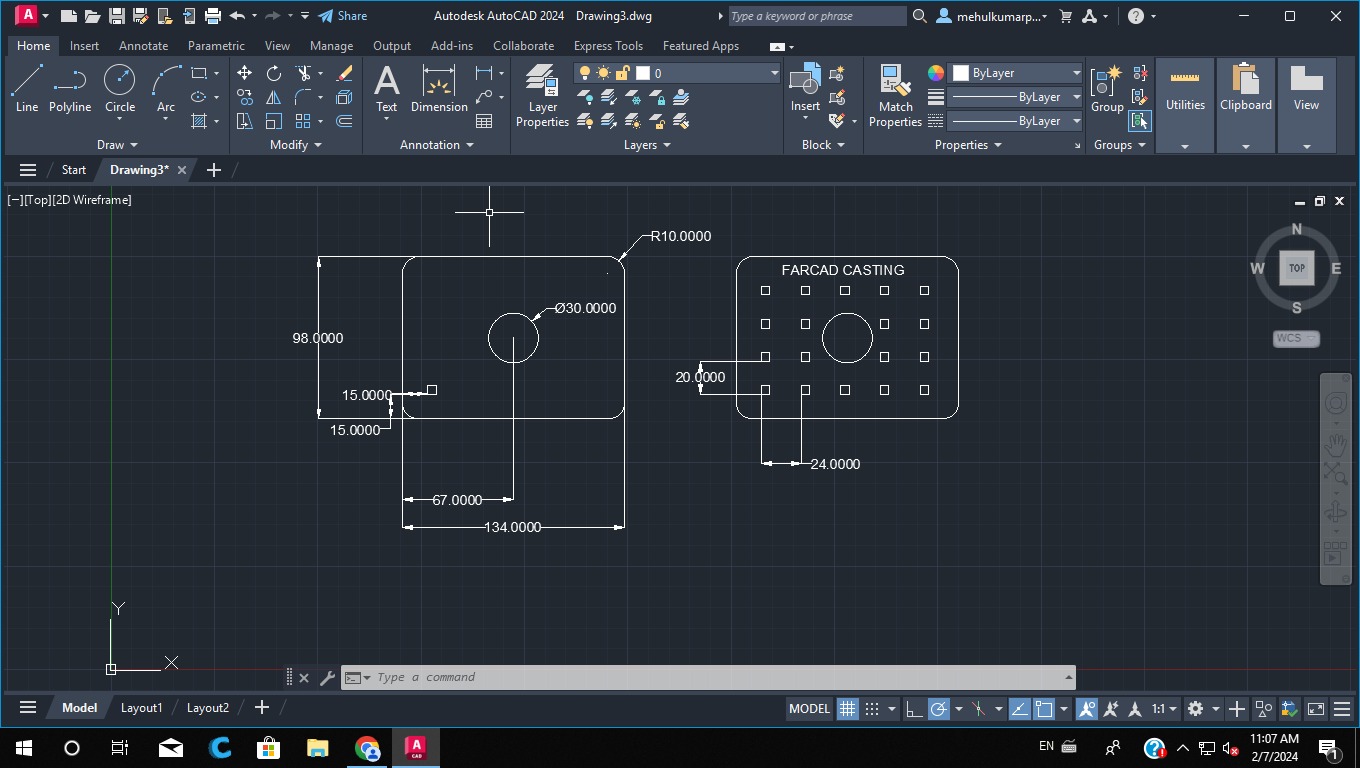 A Share Autodesk AutoCAD 2024 Drawing3.dwg Type a keyword or phrase mehulkumarp... ?
Home Insert Annotate Parametric View Manage Output Add-ins Collaborate Express Tools Featured Apps
0 ByLayer
Line Polyline Circle Arc Text Dimension Layer Properties Insert Match Properties ByLayer Group Utilities Clipboard View
ByLayer
Draw Modify Annotation Layers Block Properties Groups
Start Drawing3*
[−][Top][2D Wireframe]
N
W TOP E
S
WCS
R10.0000
FARCAD CASTING
Ø30.0000
98.0000
20.0000
15.0000
15.0000
24.0000
67.0000
134.0000
Y
X
Type a command
Model Layout1 Layout2 MODEL 1:1
EN 11:07 AM
2/7/2024
1
A CAD